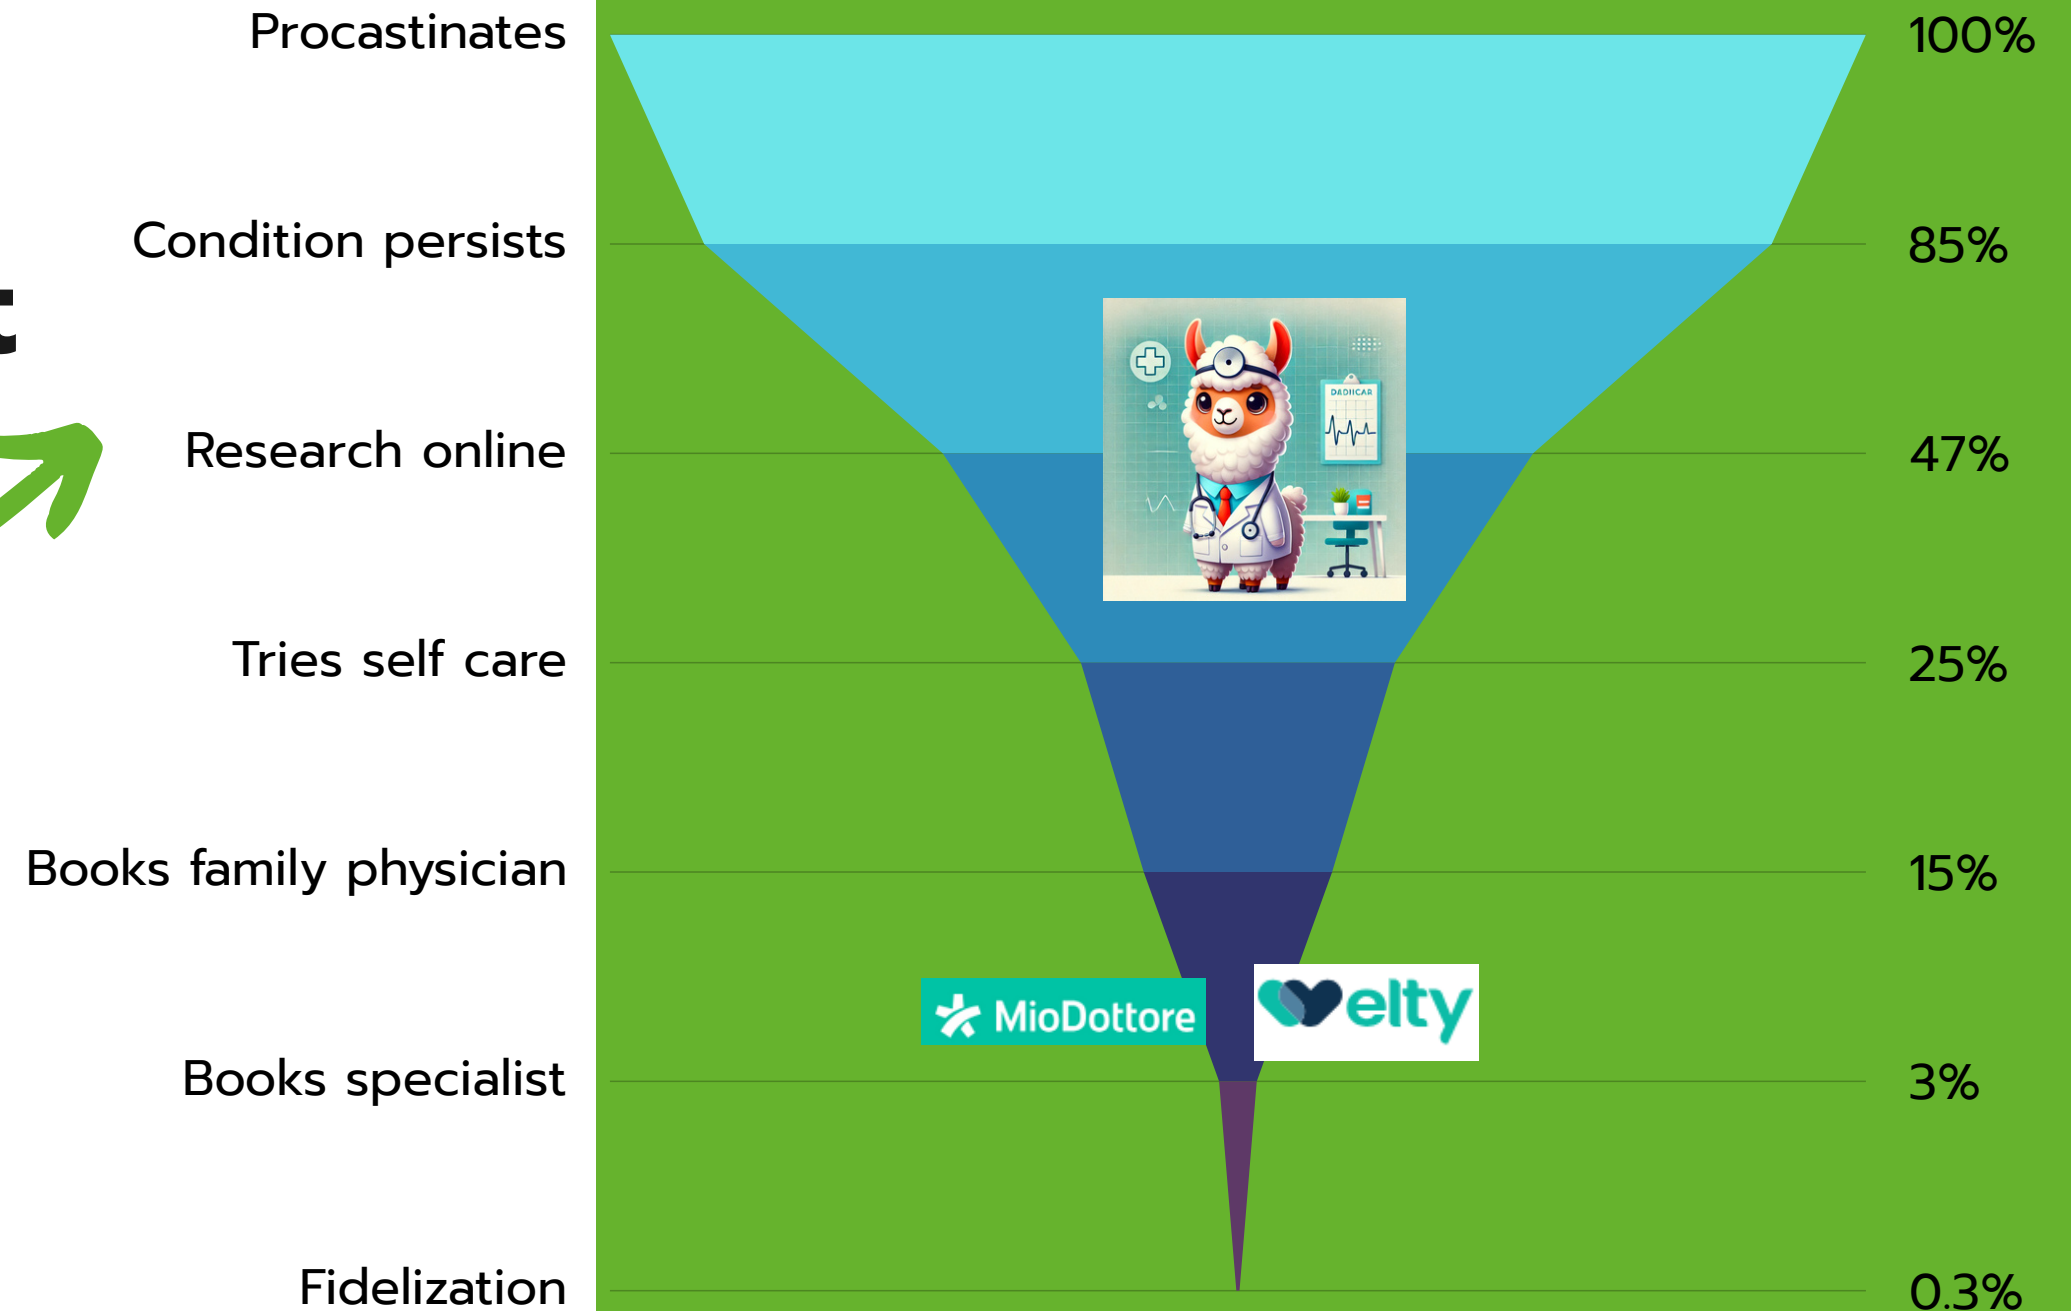 Procastinates 100%
Condition persists 85%
t
DADIICAR
Research online 47%
Tries self care 25%
Books family physician 15%
MioDottore elty
Books specialist 3%
Fidelization 0.3%